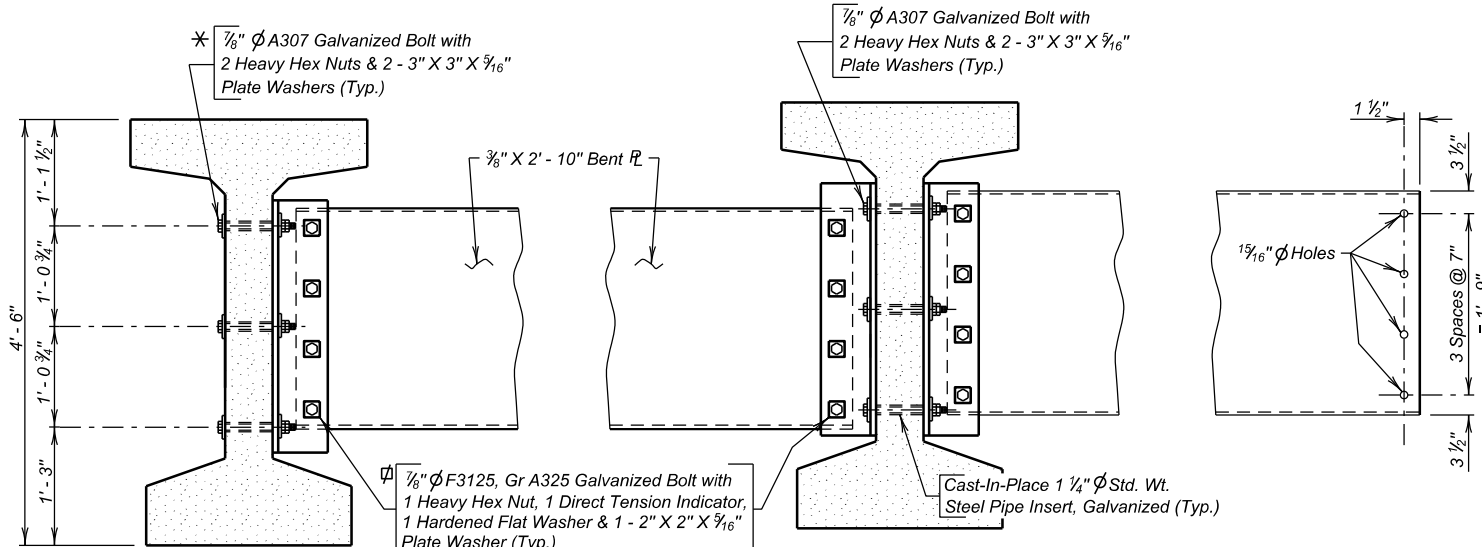 * 7/8" ϕ A307 Galvanized Bolt with
2 Heavy Hex Nuts & 2 - 3" X 3" X 5/16"
Plate Washers (Typ.)
7/8" ϕ A307 Galvanized Bolt with
2 Heavy Hex Nuts & 2 - 3" X 3" X 5/16"
Plate Washers (Typ.)
3/8" X 2' - 10" Bent PL
1 1/2"
3 1/2"
4' - 6"
1' - 1 1/2"
1' - 0 3/4"
1' - 0 3/4"
1' - 3"
15/16" ϕ Holes
3 Spaces @ 7"
= 1' - 9"
3 1/2"
7/8" ϕ F3125, Gr A325 Galvanized Bolt with
1 Heavy Hex Nut, 1 Direct Tension Indicator,
1 Hardened Flat Washer & 1 - 2" X 2" X 5/16"
Plate Washer (Typ.)
Cast-In-Place 1 1/4" ϕ Std. Wt.
Steel Pipe Insert, Galvanized (Typ.)